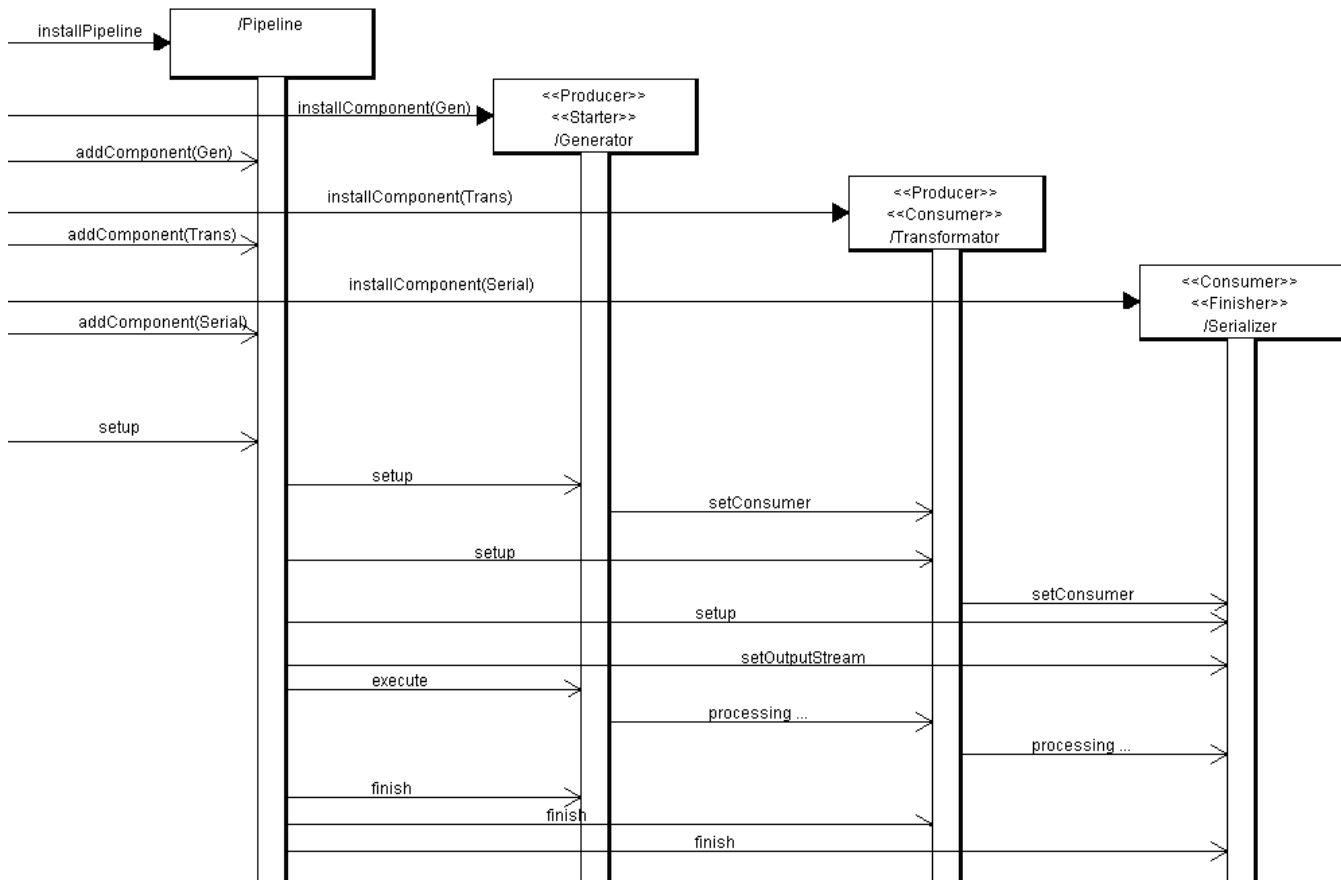 /Pipeline
installPipeline
<<Producer>>
<<Starter>>
/Generator
installComponent(Gen)
addComponent(Gen)
<<Producer>>
<<Consumer>>
/Transformator
installComponent(Trans)
addComponent(Trans)
<<Consumer>>
<<Finisher>>
/Serializer
installComponent(Serial)
addComponent(Serial)
setup
setup
setConsumer
setup
setConsumer
setup
setOutputStream
execute
processing ...
processing ...
finish
finish
finish